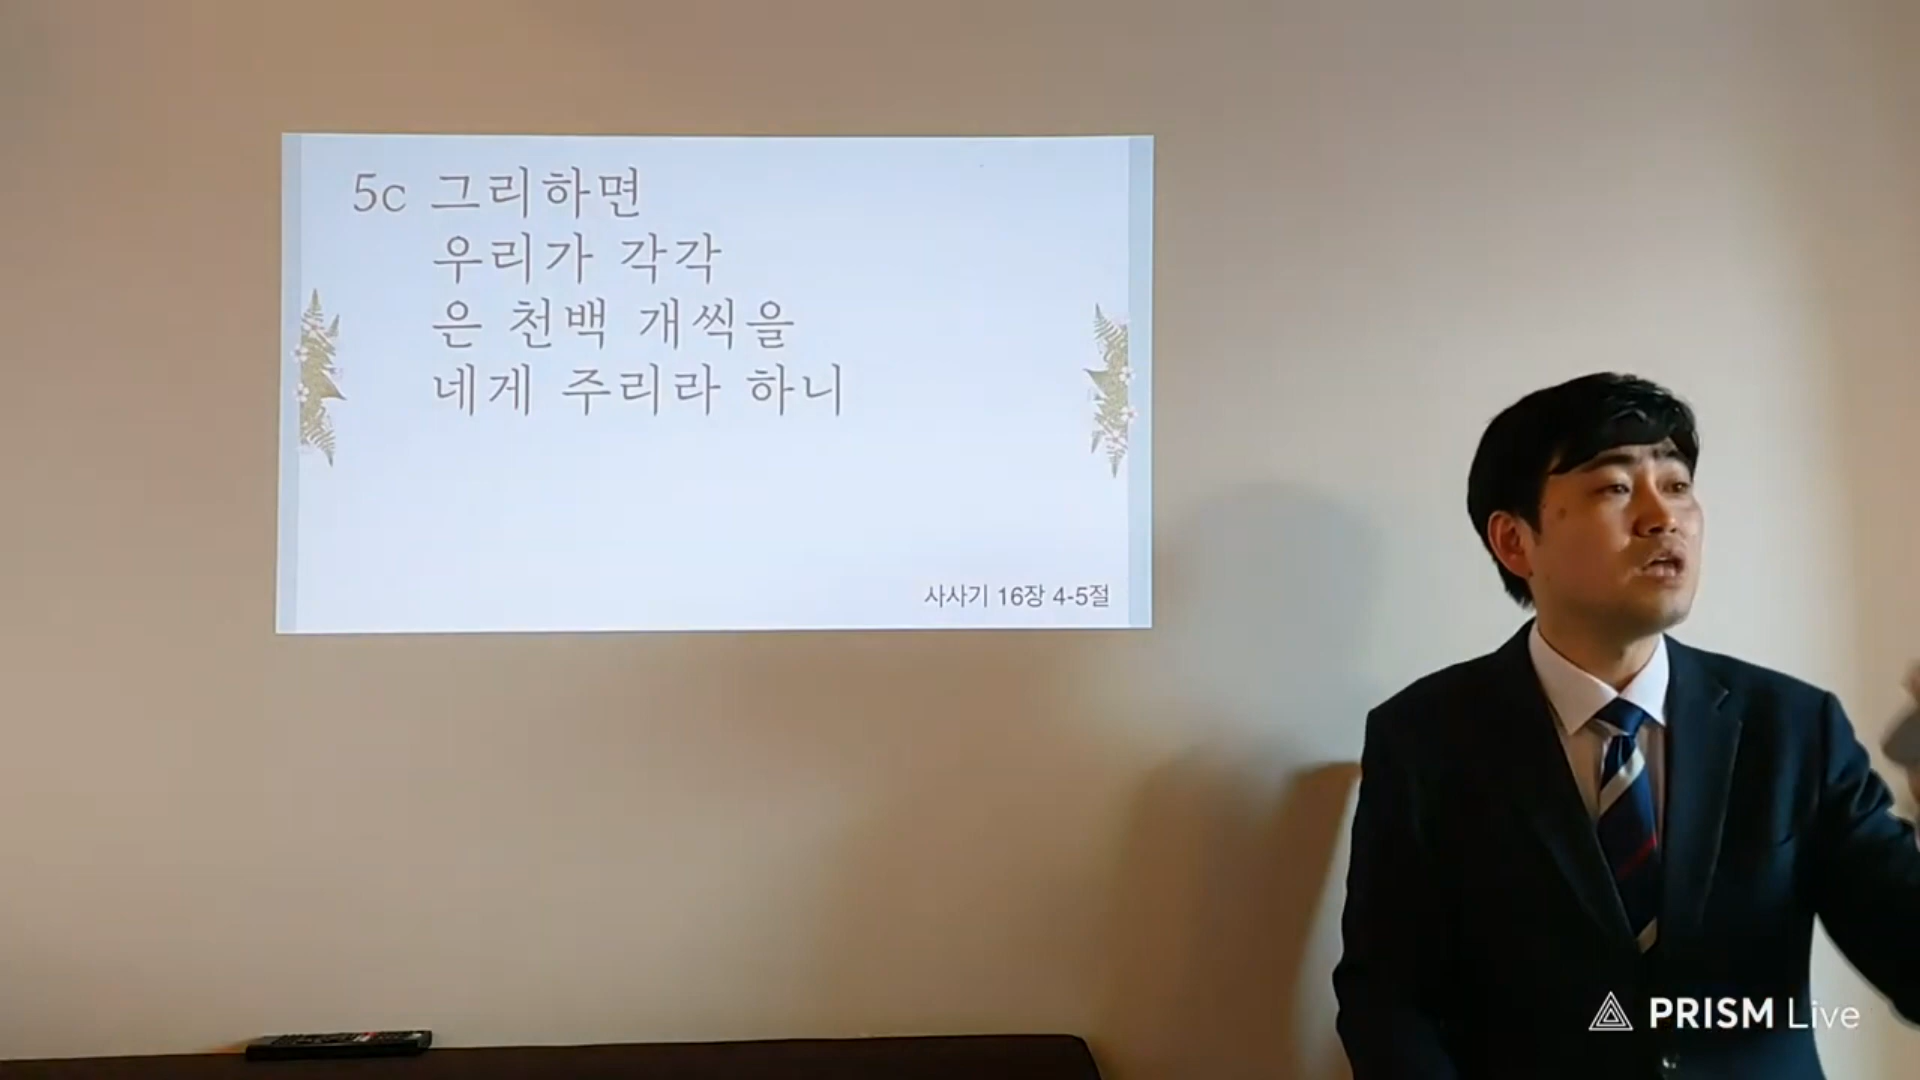 5c 그리하면
우리가 각각
은 천백 개씩을
네게 주리라 하니
사사기 16장 4-5절
PRISM Live